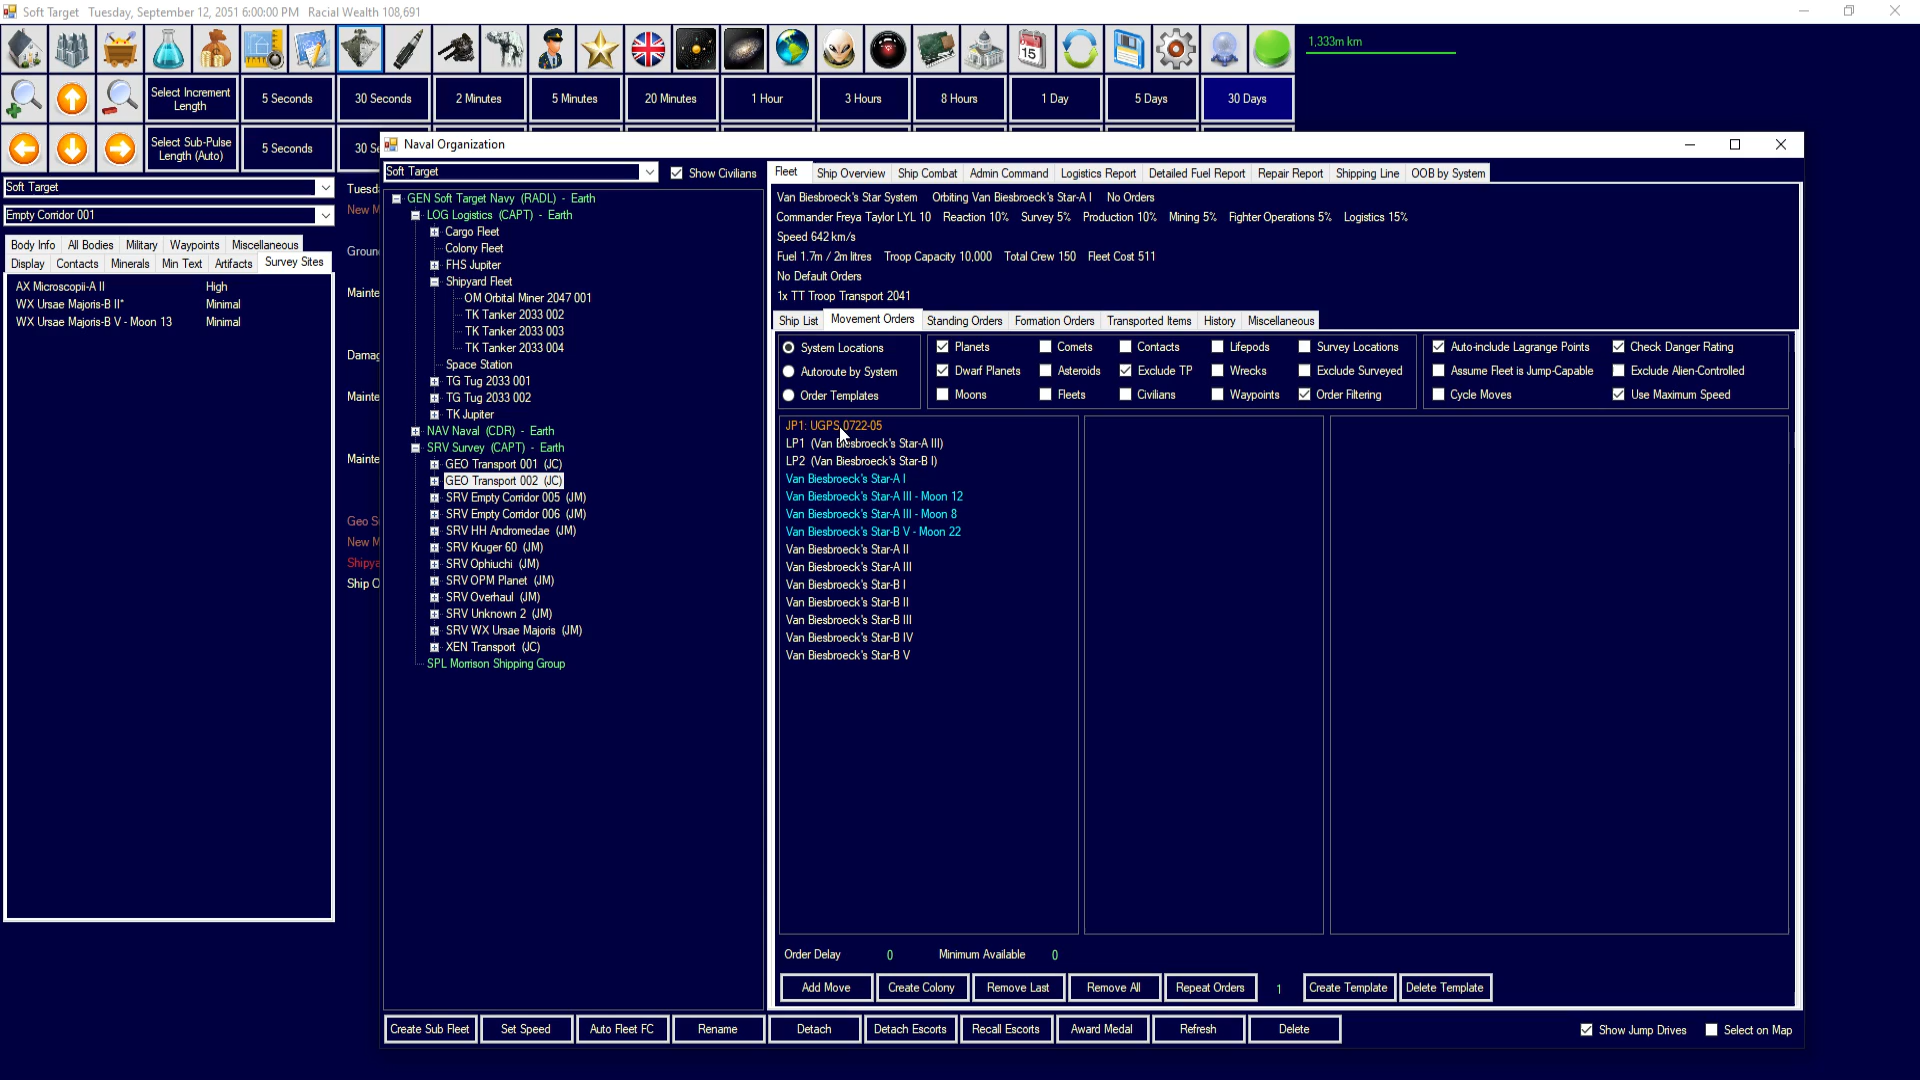 Soft Target   Tuesday, September 12, 2051 6:00:00 PM   Racial Wealth 108,691
15
1,333m km
Select Increment Length
5 Seconds
30 Seconds
2 Minutes
5 Minutes
20 Minutes
1 Hour
3 Hours
8 Hours
1 Day
5 Days
30 Days
Select Sub-Pulse Length (Auto)
5 Seconds
Soft Target
Empty Corridor 001
Body Info   All Bodies   Military   Waypoints   Miscellaneous
Display   Contacts   Minerals   Min Text   Artifacts   Survey Sites
AX Microscopii-A II   High
WX Ursae Majoris-B II*   Minimal
WX Ursae Majoris-B V - Moon 13   Minimal
Naval Organization
Soft Target
Show Civilians
GEN Soft Target Navy (RADL) - Earth
LOG Logistics (CAPT) - Earth
Cargo Fleet
Colony Fleet
FHS Jupiter
Shipyard Fleet
OM Orbital Miner 2047 001
TK Tanker 2033 002
TK Tanker 2033 003
TK Tanker 2033 004
Space Station
TG Tug 2033 001
TG Tug 2033 002
TK Jupiter
NAV Naval (CDR) - Earth
SRV Survey (CAPT) - Earth
GEO Transport 001 (JC)
GEO Transport 002 (JC)
SRV Empty Corridor 005 (JM)
SRV Empty Corridor 006 (JM)
SRV HH Andromedae (JM)
SRV Kruger 60 (JM)
SRV Ophiuchi (JM)
SRV OPM Planet (JM)
SRV Overhaul (JM)
SRV Unknown 2 (JM)
SRV WX Ursae Majoris (JM)
XEN Transport (JC)
SPL Morrison Shipping Group
Fleet   Ship Overview   Ship Combat   Admin Command   Logistics Report   Detailed Fuel Report   Repair Report   Shipping Line   OOB by System
Van Biesbroeck's Star System   Orbiting Van Biesbroeck's Star-A I   No Orders
Commander Freya Taylor LYL 10   Reaction 10%   Survey 5%   Production 10%   Mining 5%   Fighter Operations 5%   Logistics 15%
Speed 642 km/s
Fuel 1.7m / 2m litres   Troop Capacity 10,000   Total Crew 150   Fleet Cost 511
No Default Orders
1x TT Troop Transport 2041
Ship List   Movement Orders   Standing Orders   Formation Orders   Transported Items   History   Miscellaneous
System Locations   Planets   Comets   Contacts   Lifepods   Survey Locations   Auto-include Lagrange Points   Check Danger Rating
Autoroute by System   Dwarf Planets   Asteroids   Exclude TP   Wrecks   Exclude Surveyed   Assume Fleet is Jump-Capable   Exclude Alien-Controlled
Order Templates   Moons   Fleets   Civilians   Waypoints   Order Filtering   Cycle Moves   Use Maximum Speed
JP1: UGPS 0722-05
LP1 (Van Biesbroeck's Star-A III)
LP2 (Van Biesbroeck's Star-B I)
Van Biesbroeck's Star-A I
Van Biesbroeck's Star-A III - Moon 12
Van Biesbroeck's Star-A III - Moon 8
Van Biesbroeck's Star-B V - Moon 22
Van Biesbroeck's Star-A II
Van Biesbroeck's Star-A III
Van Biesbroeck's Star-B I
Van Biesbroeck's Star-B II
Van Biesbroeck's Star-B III
Van Biesbroeck's Star-B IV
Van Biesbroeck's Star-B V
Order Delay   0   Minimum Available   0
Add Move   Create Colony   Remove Last   Remove All   Repeat Orders   1   Create Template   Delete Template
Create Sub Fleet   Set Speed   Auto Fleet FC   Rename   Detach   Detach Escorts   Recall Escorts   Award Medal   Refresh   Delete   Show Jump Drives   Select on Map